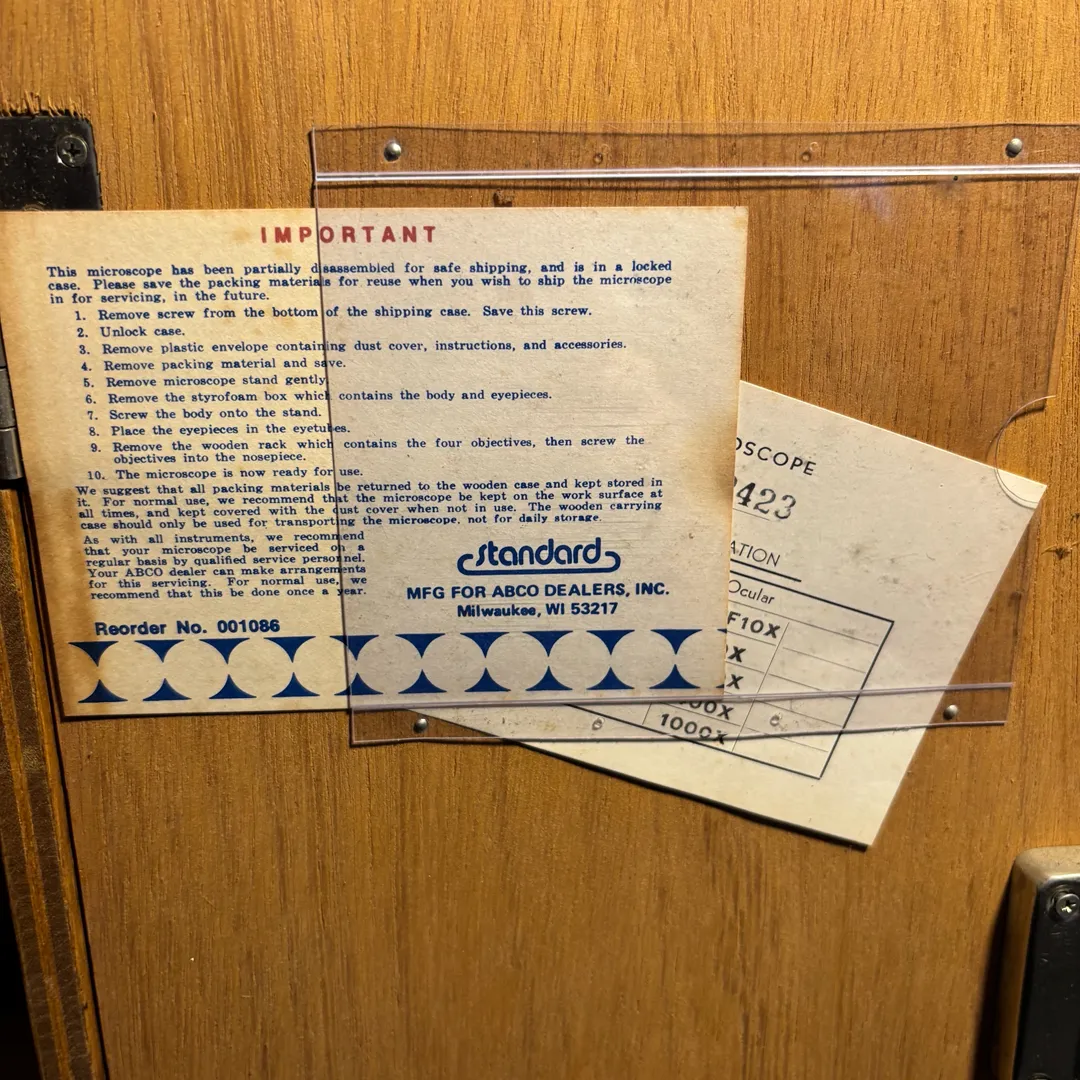 IMPORTANT
This microscope has been partially disassembled for safe shipping, and is in a locked
case. Please save the packing materials for reuse when you wish to ship the microscope
in for servicing, in the future.
1. Remove screw from the bottom of the shipping case. Save this screw.
2. Unlock case.
3. Remove plastic envelope containing dust cover, instructions, and accessories.
4. Remove packing material and save.
5. Remove microscope stand gently.
6. Remove the styrofoam box which contains the body and eyepieces.
7. Screw the body onto the stand.
8. Place the eyepieces in the eyetubes.
9. Remove the wooden rack which contains the four objectives, then screw the
objectives into the nosepiece.
10. The microscope is now ready for use.
We suggest that all packing materials be returned to the wooden case and kept stored in
it. For normal use, we recommend that the microscope be kept on the work surface at
all times, and kept covered with the dust cover when not in use. The wooden carrying
case should only be used for transporting the microscope, not for daily storage.
As with all instruments, we recommend
that your microscope be serviced on a
regular basis by qualified service personnel.
Your ABCO dealer can make arrangements
for this servicing. For normal use, we
recommend that this be done once a year.
standard
MFG FOR ABCO DEALERS, INC.
Milwaukee, WI 53217
Reorder No. 001086
OSCOPE
423
ATION
Ocular
F10X
X
X
00X
1000X